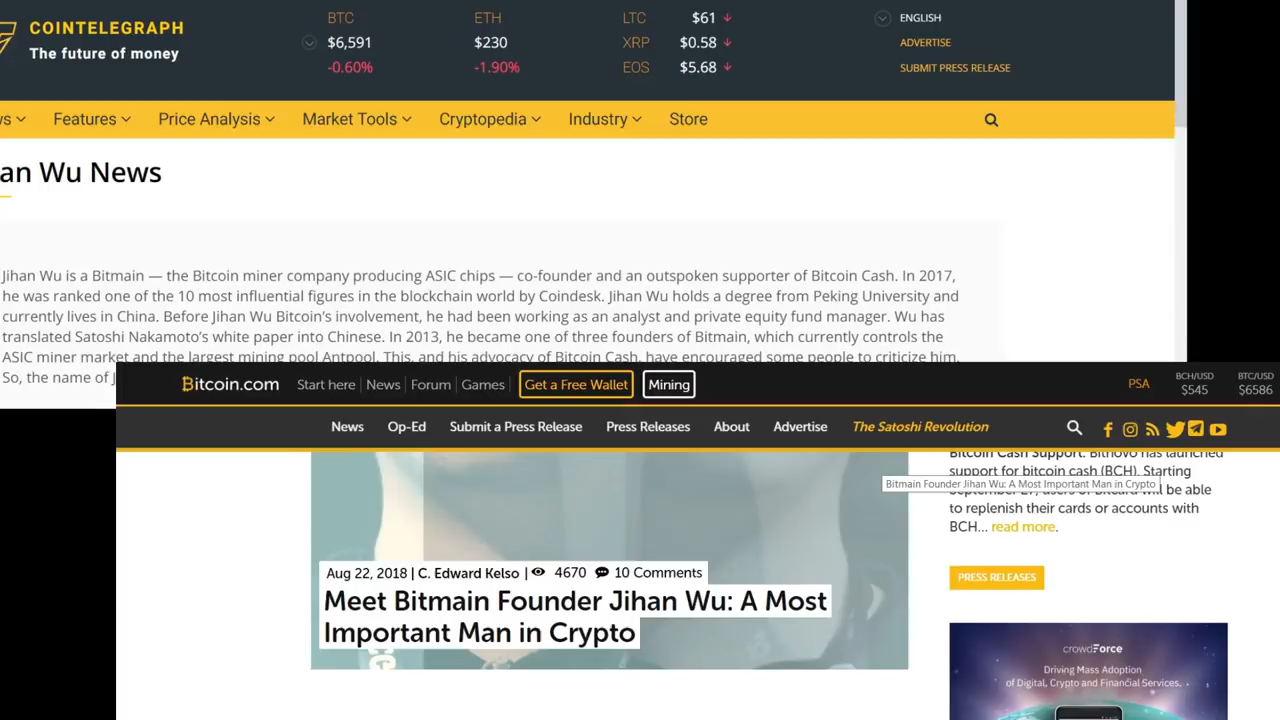 COINTELEGRAPH
The future of money
BTC
$6,591
-0.60%
ETH
$230
-1.90%
LTC $61
XRP $0.58
EOS $5.68
ENGLISH
ADVERTISE
SUBMIT PRESS RELEASE
ws Features Price Analysis Market Tools Cryptopedia Industry Store
an Wu News
Jihan Wu is a Bitmain — the Bitcoin miner company producing ASIC chips — co-founder and an outspoken supporter of Bitcoin Cash. In 2017,
he was ranked one of the 10 most influential figures in the blockchain world by Coindesk. Jihan Wu holds a degree from Peking University and
currently lives in China. Before Jihan Wu Bitcoin's involvement, he had been working as an analyst and private equity fund manager. Wu has
translated Satoshi Nakamoto's white paper into Chinese. In 2013, he became one of three founders of Bitmain, which currently controls the
ASIC miner market and the largest mining pool Antpool. This, and his advocacy of Bitcoin Cash, have encouraged some people to criticize him.
So, the name of J
Bitcoin.com Start here News Forum Games Get a Free Wallet Mining PSA
BCH/USD
$545
BTC/USD
$6586
News Op-Ed Submit a Press Release Press Releases About Advertise The Satoshi Revolution
Bitcoin Cash Support. Bitnovo has launched
support for bitcoin cash (BCH). Starting
Bitmain Founder Jihan Wu: A Most Important Man in Crypto
September 27, users of Bitcard will be able
to replenish their cards or accounts with
BCH... read more.
Aug 22, 2018 | C. Edward Kelso | 4670 10 Comments
Meet Bitmain Founder Jihan Wu: A Most
Important Man in Crypto
PRESS RELEASES
crowdForce
Driving Mass Adoption
of Digital, Crypto and Financial Services.